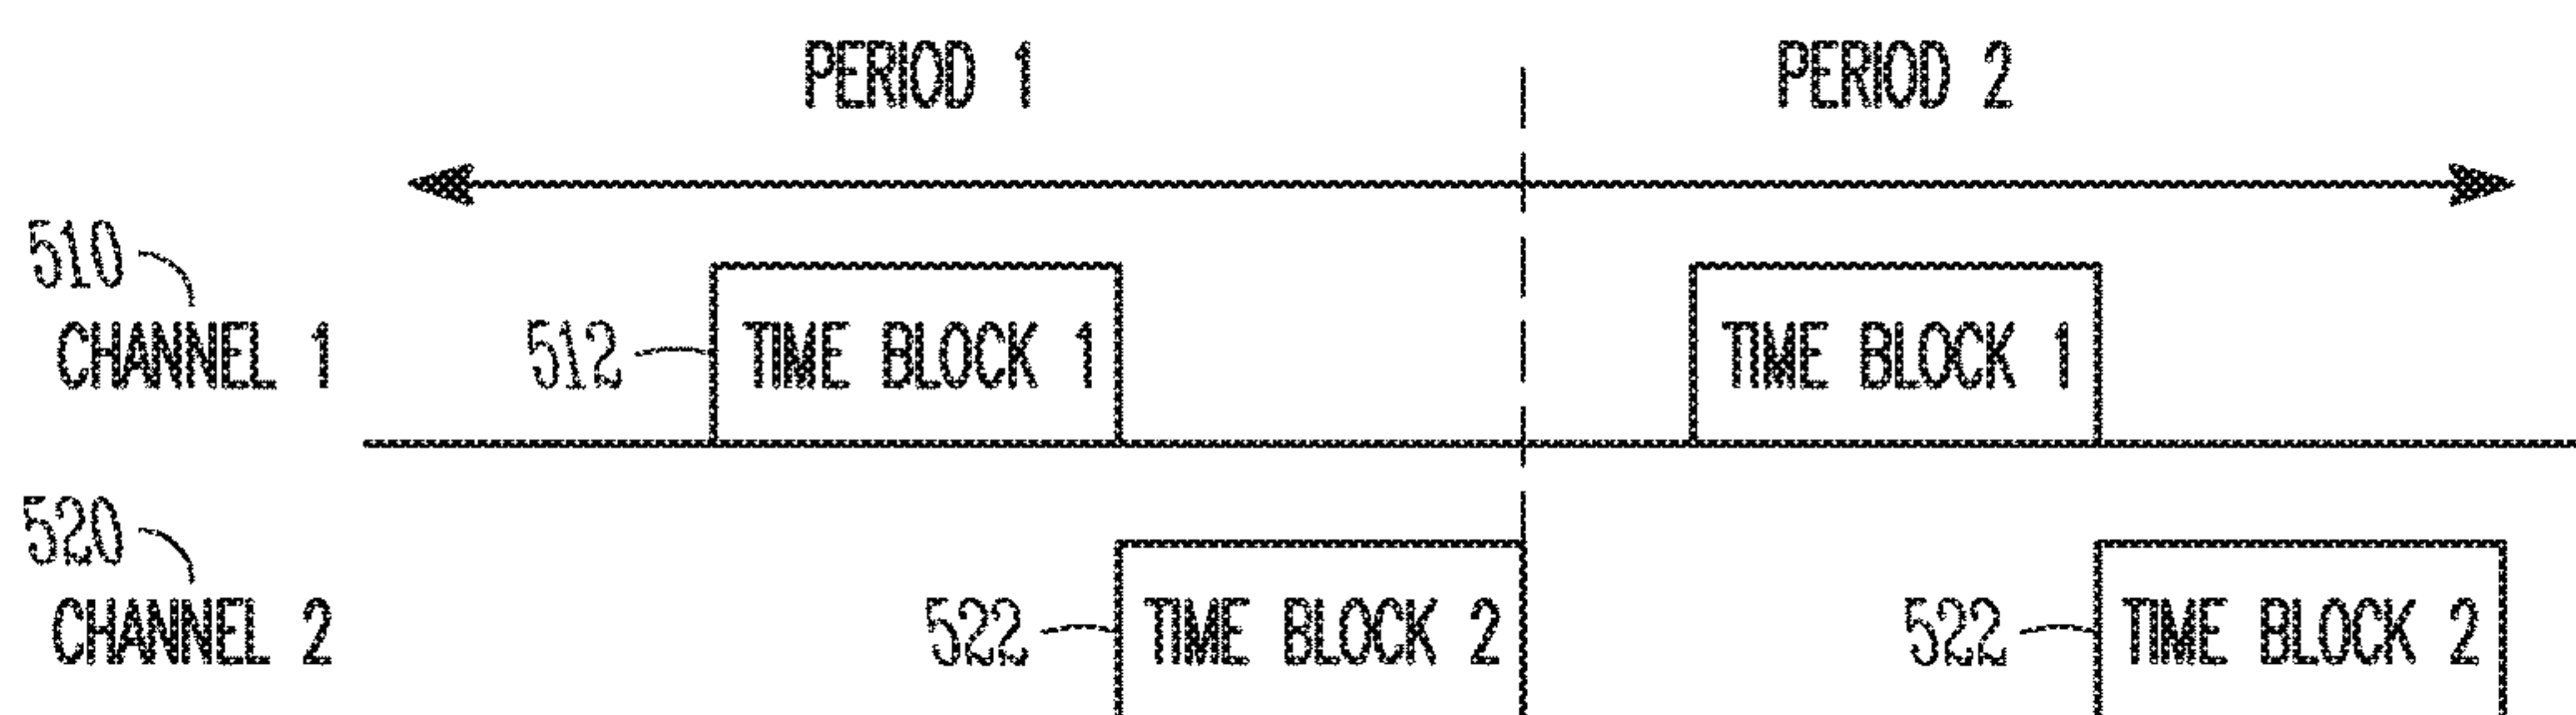 PERIOD 1
PERIOD 2
510
CHANNEL 1
512
TIME BLOCK 1
TIME BLOCK 1
520
CHANNEL 2
522
TIME BLOCK 2
522
TIME BLOCK 2